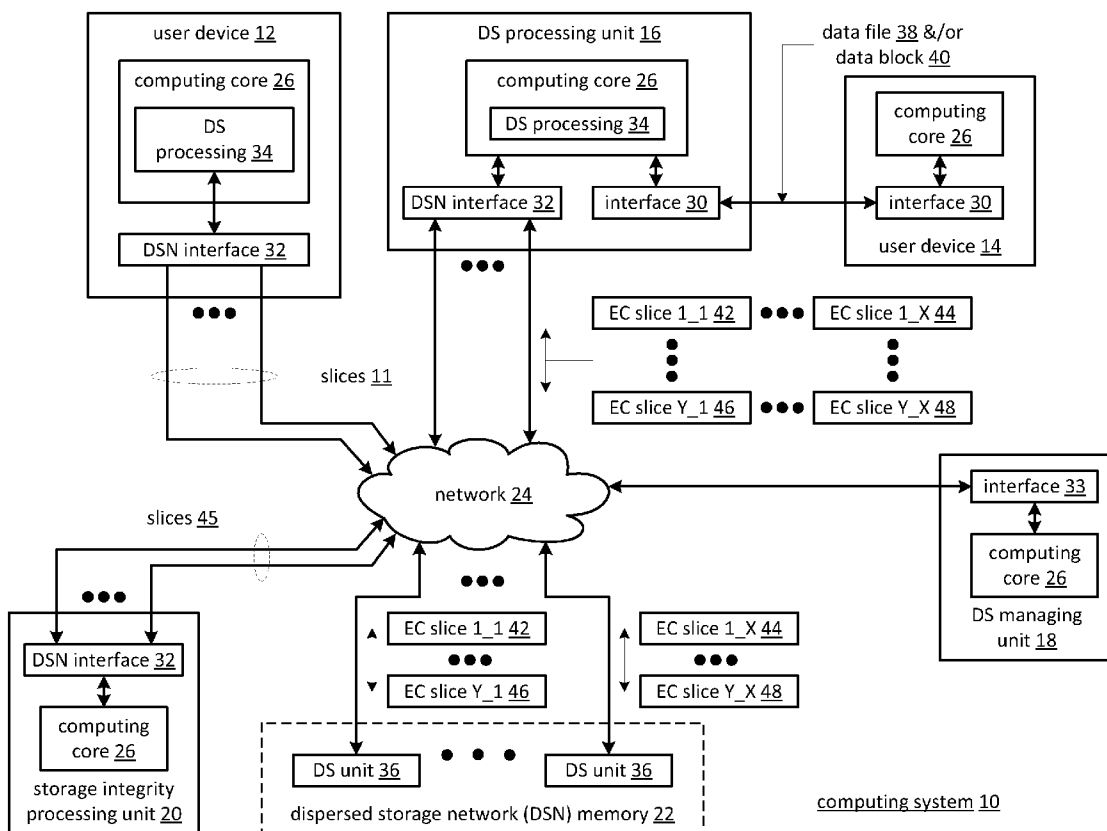 user device 12
computing core 26
DS
processing 34
DSN interface 32
DS processing unit 16
computing core 26
DS processing 34
DSN interface 32
interface 30
data file 38 &/or
data block 40
computing
core 26
interface 30
user device 14
EC slice 1_1 42
EC slice 1_X 44
EC slice Y_1 46
EC slice Y_X 48
slices 11
network 24
interface 33
computing
core 26
DS managing
unit 18
slices 45
DSN interface 32
computing
core 26
storage integrity
processing unit 20
EC slice 1_1 42
EC slice Y_1 46
EC slice 1_X 44
EC slice Y_X 48
DS unit 36
DS unit 36
dispersed storage network (DSN) memory 22
computing system 10